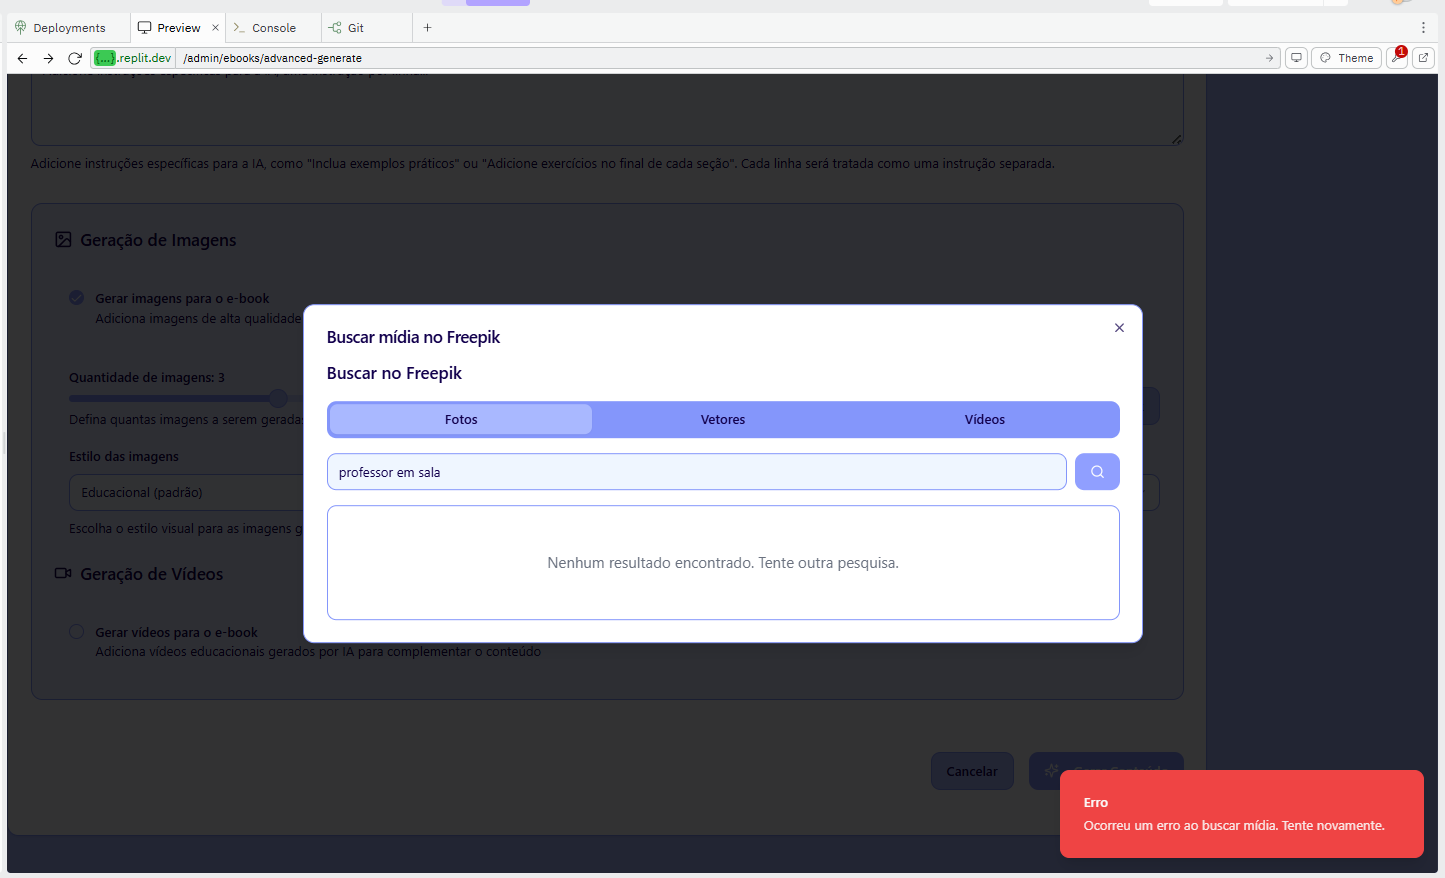 Deployments
Preview
Console
Git
{...}.replit.dev
/admin/ebooks/advanced-generate
Theme
1
Adicione instruções específicas para a IA, como "Inclua exemplos práticos" ou "Adicione exercícios no final de cada seção". Cada linha será tratada como uma instrução separada.
Geração de Imagens
Gerar imagens para o e-book
Adiciona imagens de alta qualidade
Quantidade de imagens: 3
Defina quantas imagens a serem geradas
Estilo das imagens
Educacional (padrão)
Escolha o estilo visual para as imagens g
Geração de Vídeos
Gerar vídeos para o e-book
Adiciona vídeos educacionais gerados por IA para complementar o conteúdo
Buscar mídia no Freepik
Buscar no Freepik
Fotos
Vetores
Vídeos
professor em sala
Nenhum resultado encontrado. Tente outra pesquisa.
Cancelar
Erro
Ocorreu um erro ao buscar mídia. Tente novamente.